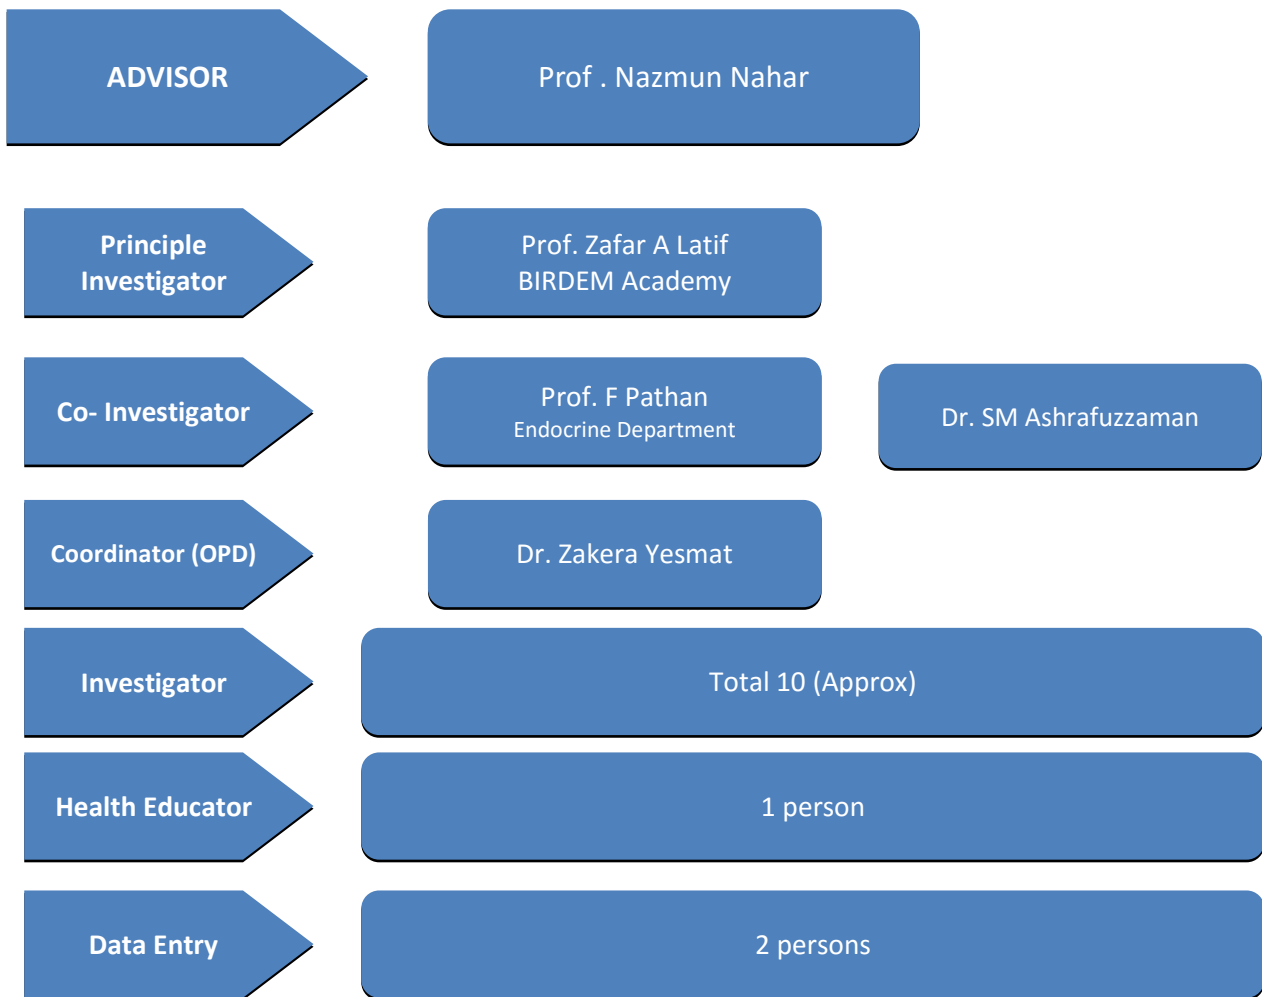 ADVISOR
Prof . Nazmun Nahar
Principle
Investigator
Prof. Zafar A Latif
BIRDEM Academy
Co- Investigator
Prof. F Pathan
Endocrine Department
Dr. SM Ashrafuzzaman
Coordinator (OPD)
Dr. Zakera Yesmat
Investigator
Total 10 (Approx)
Health Educator
1 person
Data Entry
2 persons